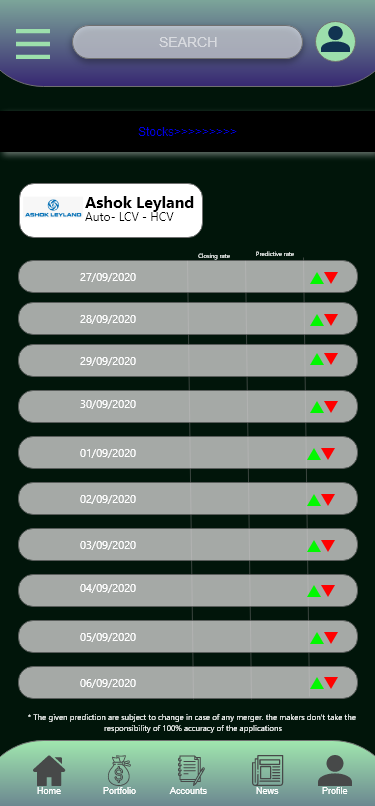 SEARCH
Stocks>>>>>>>>>
ASHOK LEYLAND
Ashok Leyland
Auto- LCV - HCV
Closing rate
Predictive rate
27/09/2020
28/09/2020
29/09/2020
30/09/2020
01/09/2020
02/09/2020
03/09/2020
04/09/2020
05/09/2020
06/09/2020
* The given prediction are subject to change in case of any merger. the makers don't take the
responsibility of 100% accuracy of the applications
Home
Portfolio
Accounts
News
Profile